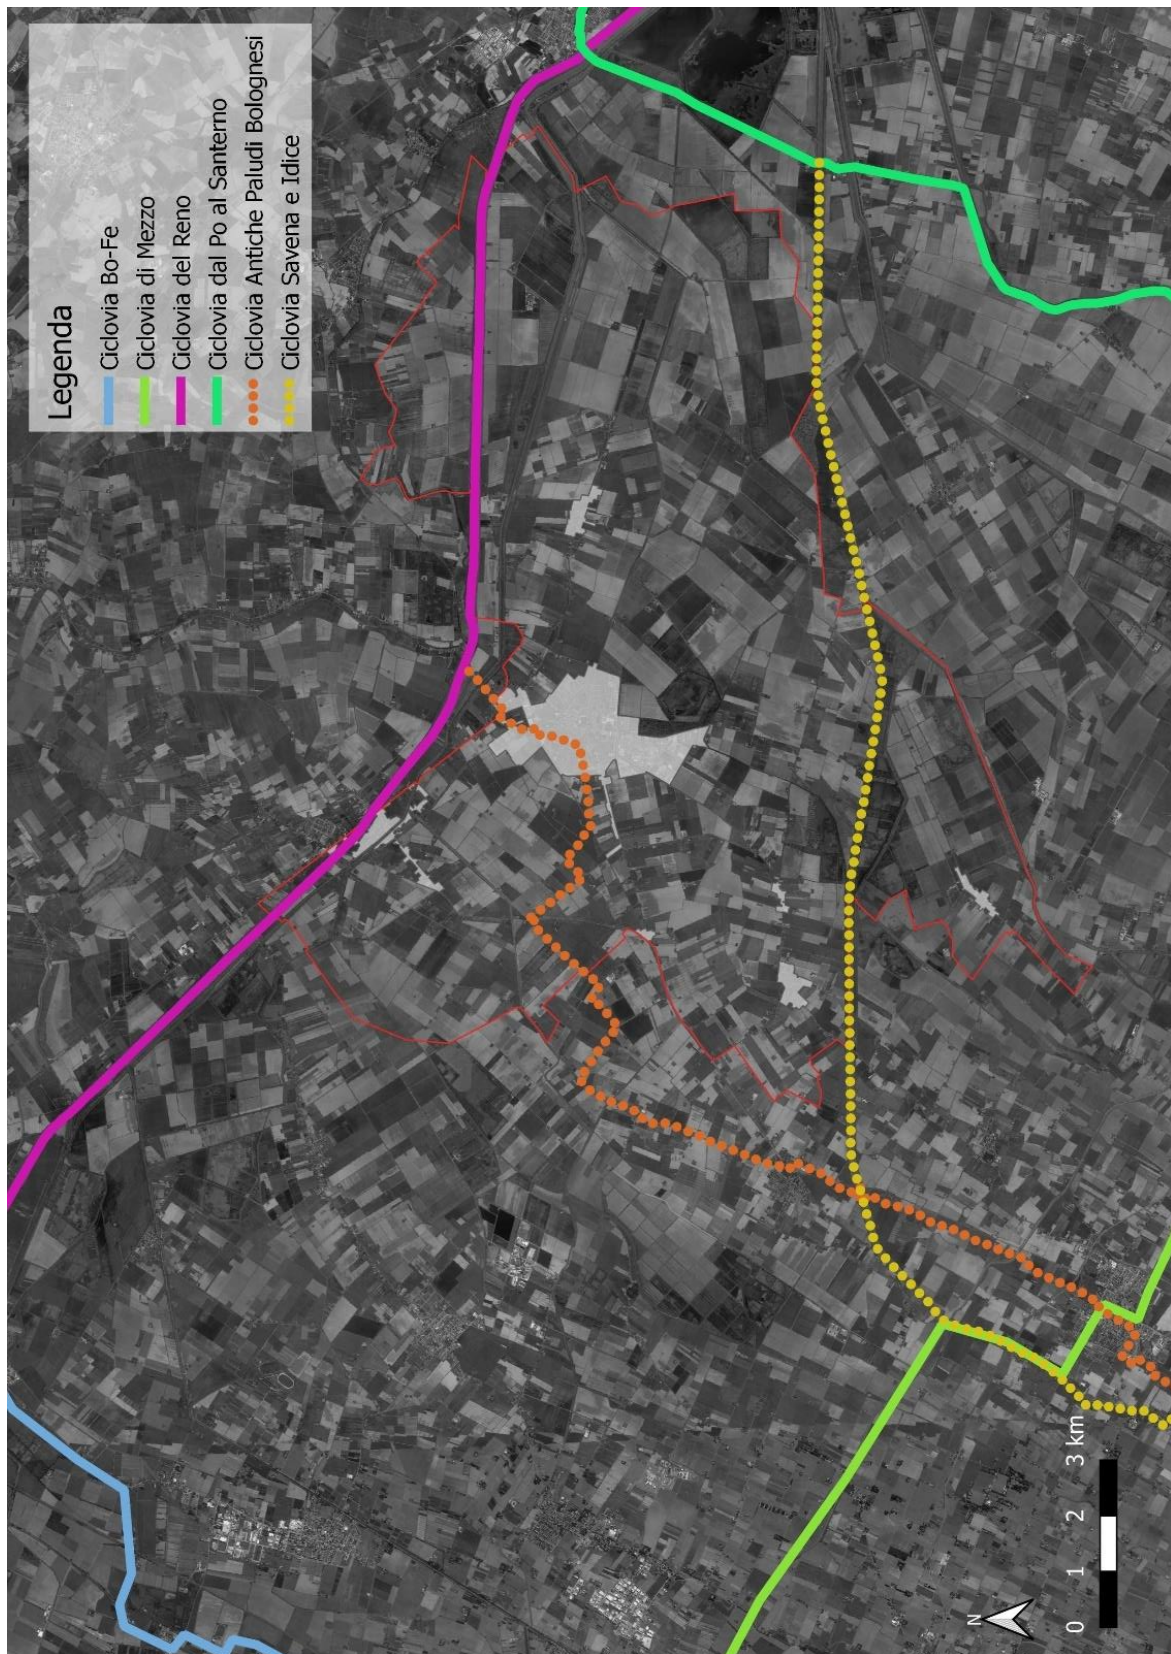 Legenda
Ciclovia Bo-Fe
Ciclovia di Mezzo
Ciclovia del Reno
Ciclovia dal Po al Santerno
Ciclovia Antiche Paludi Bolognesi
Ciclovia Savena e Idice
N
0 1 2 3 km